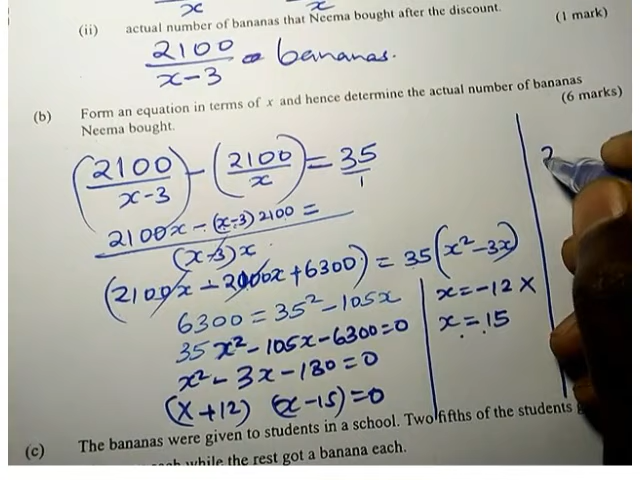 x x
(ii) actual number of bananas that Neema bought after the discount. (1 mark)
2100/x-3 = bananas.
(b) Form an equation in terms of x and hence determine the actual number of bananas
Neema bought. (6 marks)
(2100/x-3) - (2100/x) = 35/1
2100x - (x-3)2100 =
(x-3)x
(2100x - 2000x + 6300) = 35(x² - 3x)
6300 = 35² - 105x
x = -12 X
35x² - 105x - 6300 = 0
x = 15
x² - 3x - 180 = 0
(x+12) (x-15) = 0
(c) The bananas were given to students in a school. Two fifths of the students
while the rest got a banana each.